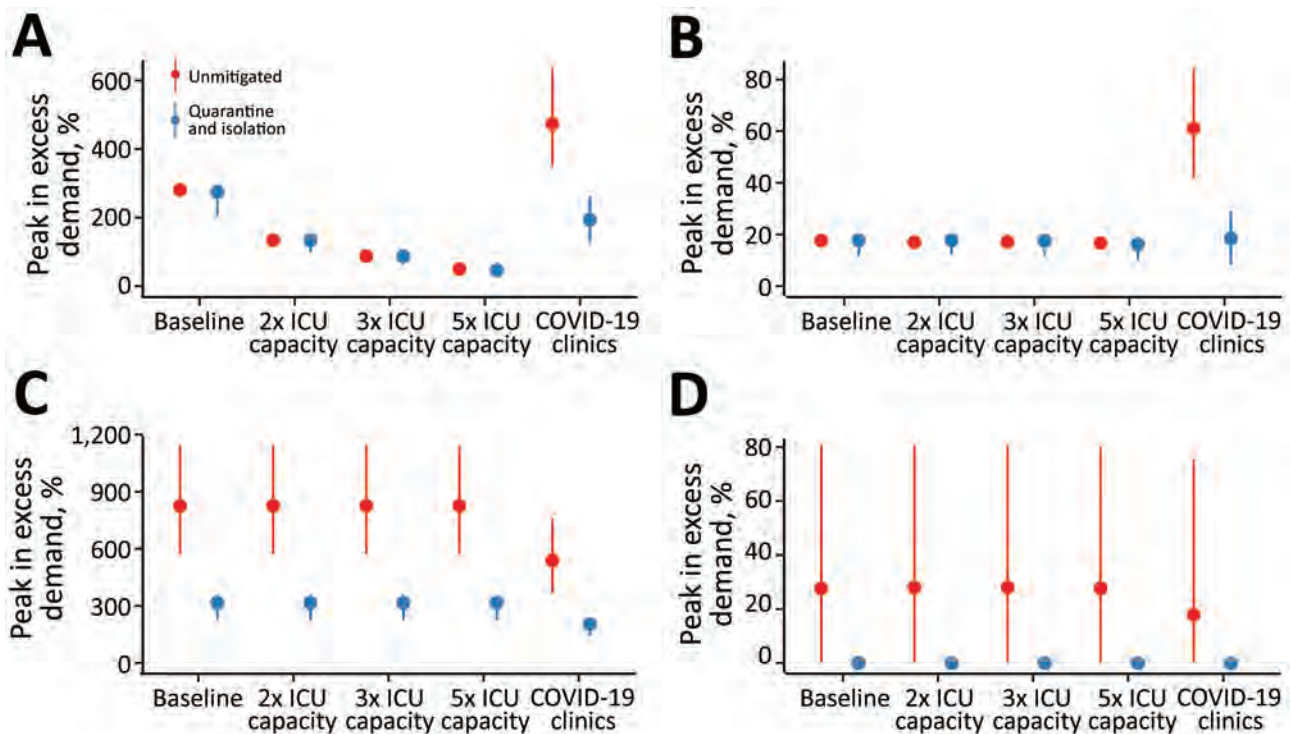 A
Peak in excess
demand, %
600
400
200
0
Unmitigated
Quarantine
and isolation
Baseline
2x ICU
capacity
3x ICU
capacity
5x ICU
capacity
COVID-19
clinics
B
Peak in excess
demand, %
80
60
40
20
0
Baseline
2x ICU
capacity
3x ICU
capacity
5x ICU
capacity
COVID-19
clinics
C
Peak in excess
demand, %
1,200
900
600
300
0
Baseline
2x ICU
capacity
3x ICU
capacity
5x ICU
capacity
COVID-19
clinics
D
Peak in excess
demand, %
80
60
40
20
0
Baseline
2x ICU
capacity
3x ICU
capacity
5x ICU
capacity
COVID-19
clinics